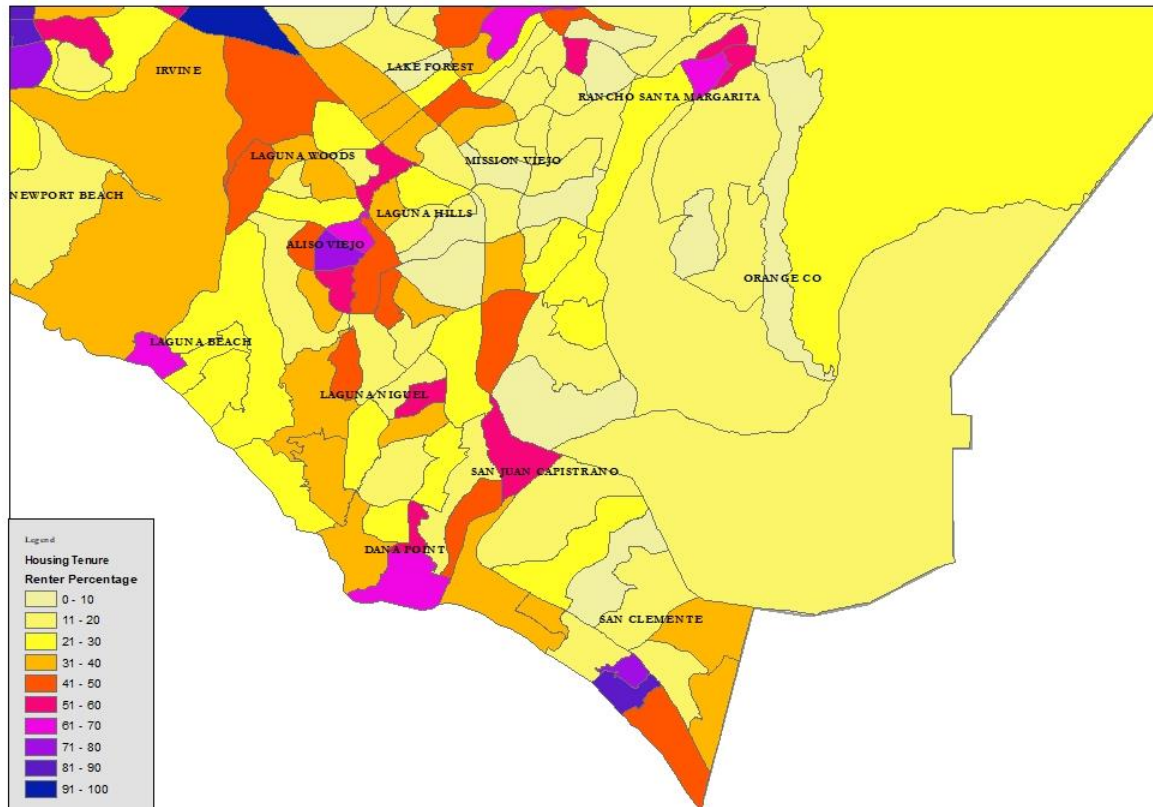 IRVINE
LAKE FOREST
RANCHO SANTA MARGARITA
LAGUNA WOODS
MISSION VIEJO
NEWPORT BEACH
LAGUNA HILLS
ALISO VIEJO
ORANGE CO
LAGUNA BEACH
LAGUNA NIGUEL
SAN JUAN CAPISTRANO
DANA POINT
SAN CLEMENTE
Legend
Housing Tenure
Renter Percentage
0 - 10
11 - 20
21 - 30
31 - 40
41 - 50
51 - 60
61 - 70
71 - 80
81 - 90
91 - 100